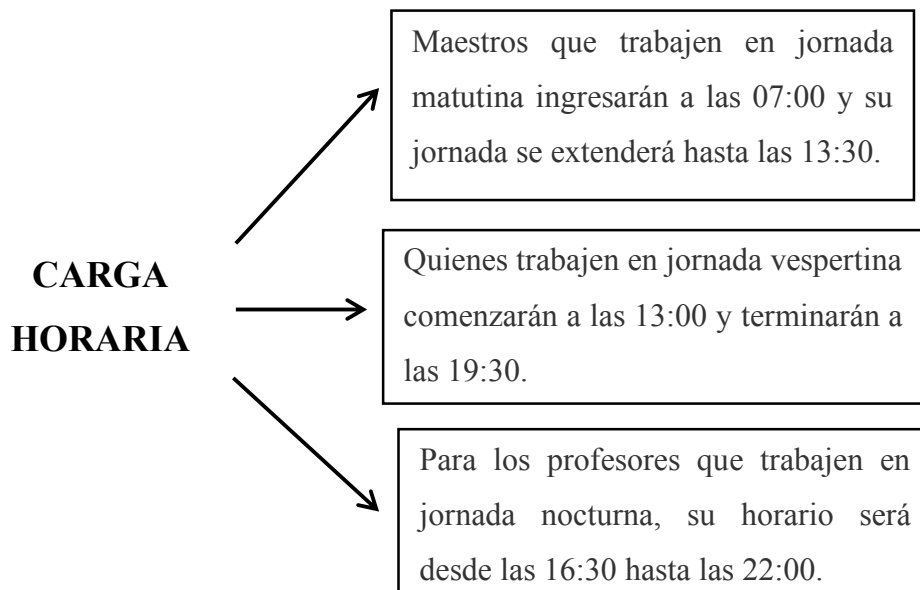 Maestros que trabajen en jornada
matutina ingresarán a las 07:00 y su
jornada se extenderá hasta las 13:30.
CARGA
HORARIA
Quienes trabajen en jornada vespertina
comenzarán a las 13:00 y terminarán a
las 19:30.
Para los profesores que trabajen en
jornada nocturna, su horario será
desde las 16:30 hasta las 22:00.